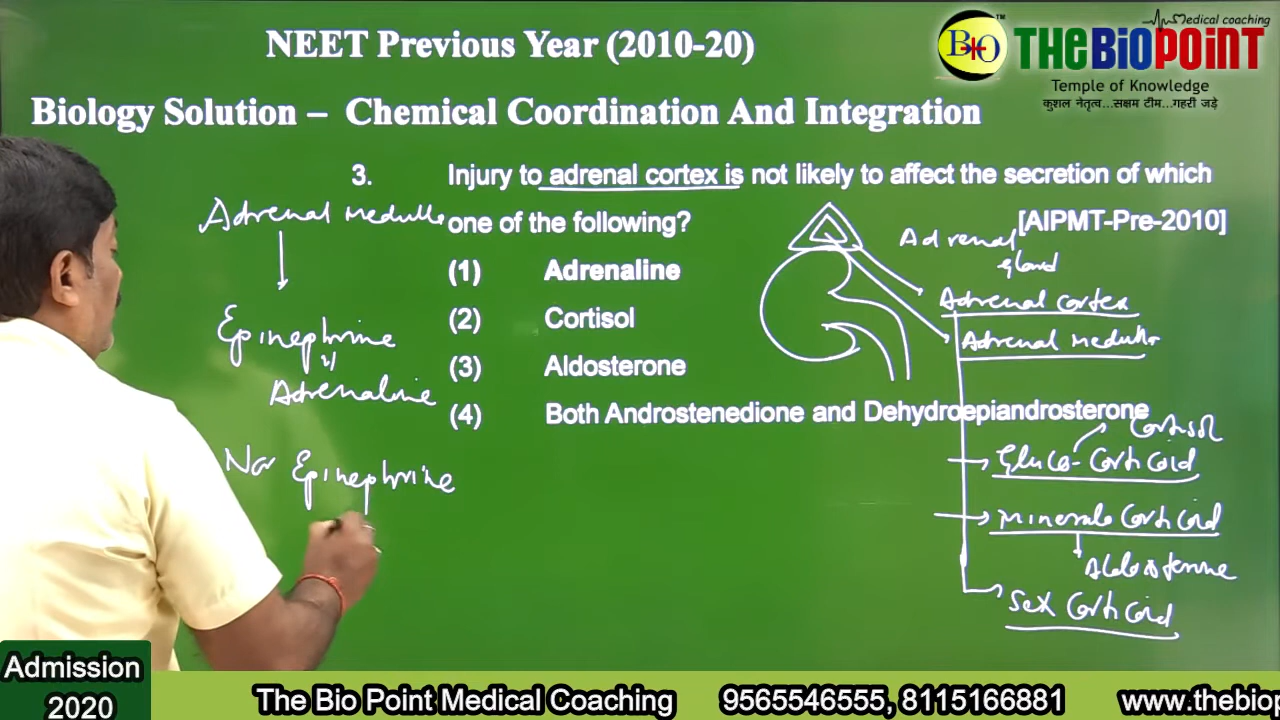 NEET Previous Year (2010-20)
Biology Solution – Chemical Coordination And Integration
B+O ™
Medical coaching
THEBIOPOINT
Temple of Knowledge
कुशल नेतृत्व...सक्षम टीम...गहरी जड़े
3. Injury to adrenal cortex is not likely to affect the secretion of which
one of the following? [AIPMT-Pre-2010]
(1) Adrenaline
(2) Cortisol
(3) Aldosterone
(4) Both Androstenedione and Dehydroepiandrosterone
Adrenal medulla
Epinephrine
Adrenaline
Nor Epinephrine
Adrenal
gland
Adrenal cortex
Adrenal medulla
Cortisol
Gluco-Corticoid
Mineralo Corticoid
Aldosterone
Sex Corticoid
Admission
2020
The Bio Point Medical Coaching 9565546555, 8115166881 www.thebiop